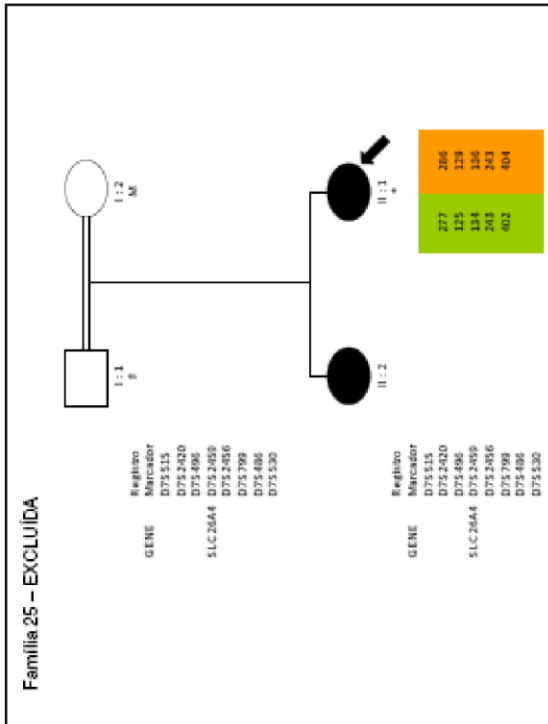 Família 25 – EXCLUÍDA
I : 1 I : 2
F M
Registro
GENE Marcador
D7S515
D7S2420
D7S496
SLC26A4 D7S2459
D7S2456
D7S799
D7S486
D7S530
II : 2 II : 1
Registro
GENE Marcador
D7S515
D7S2420 277 286
D7S496 125 129
SLC26A4 D7S2459 134 136
D7S2456 243 243
D7S799 402 404
D7S486
D7S530